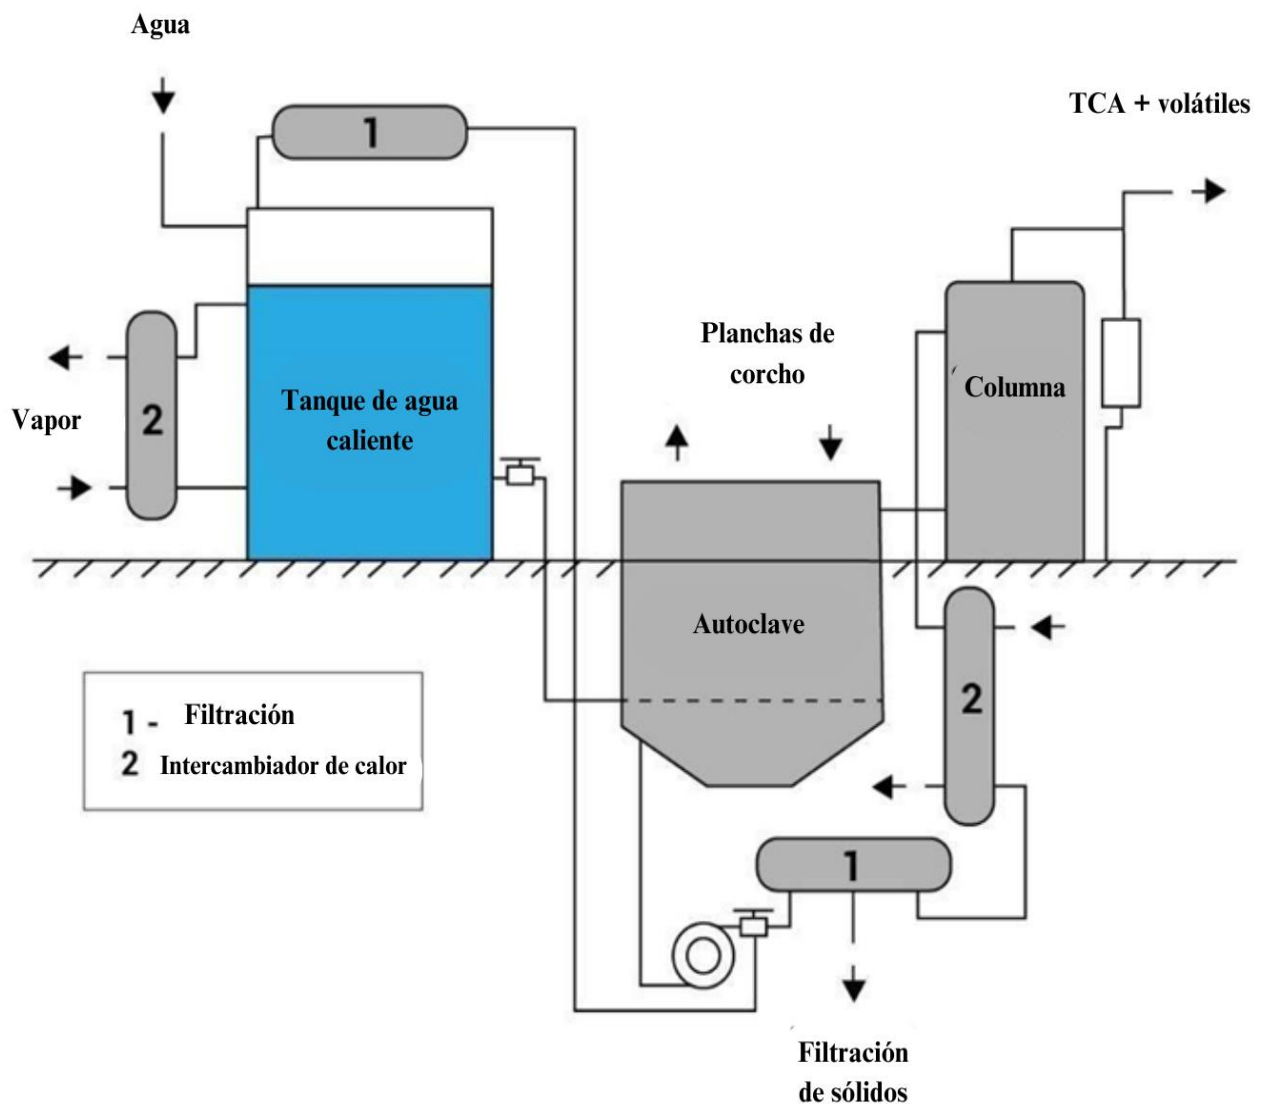 Agua
1
TCA + volátiles
Planchas de
corcho
Columna
Tanque de agua
caliente
Vapor
2
Autoclave
2
1 - Filtración
2 Intercambiador de calor
1
Filtración
de sólidos